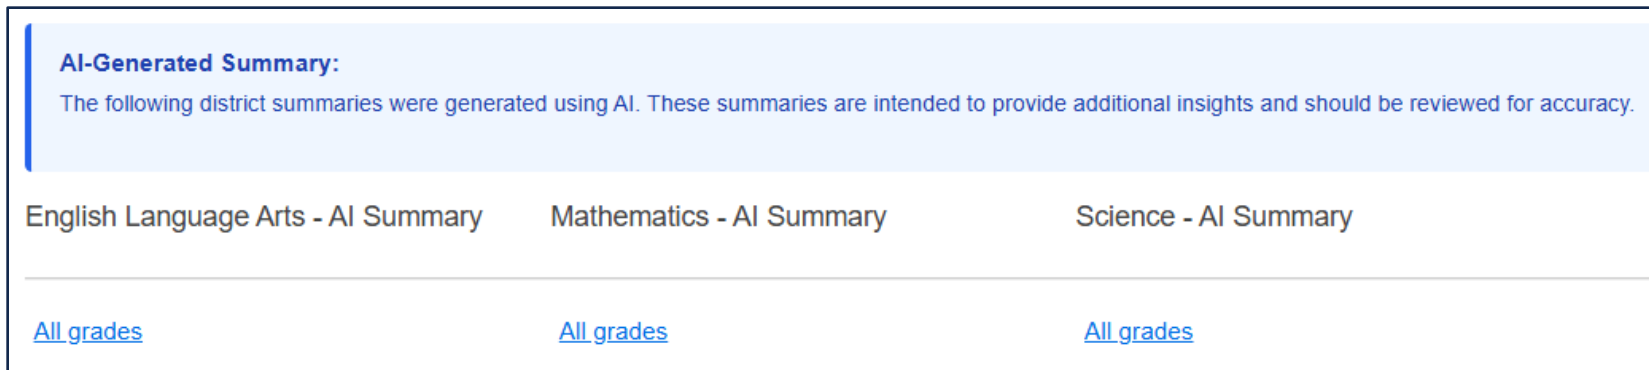 AI-Generated Summary:
The following district summaries were generated using AI. These summaries are intended to provide additional insights and should be reviewed for accuracy.
English Language Arts - AI Summary
Mathematics - AI Summary
Science - AI Summary
All grades
All grades
All grades